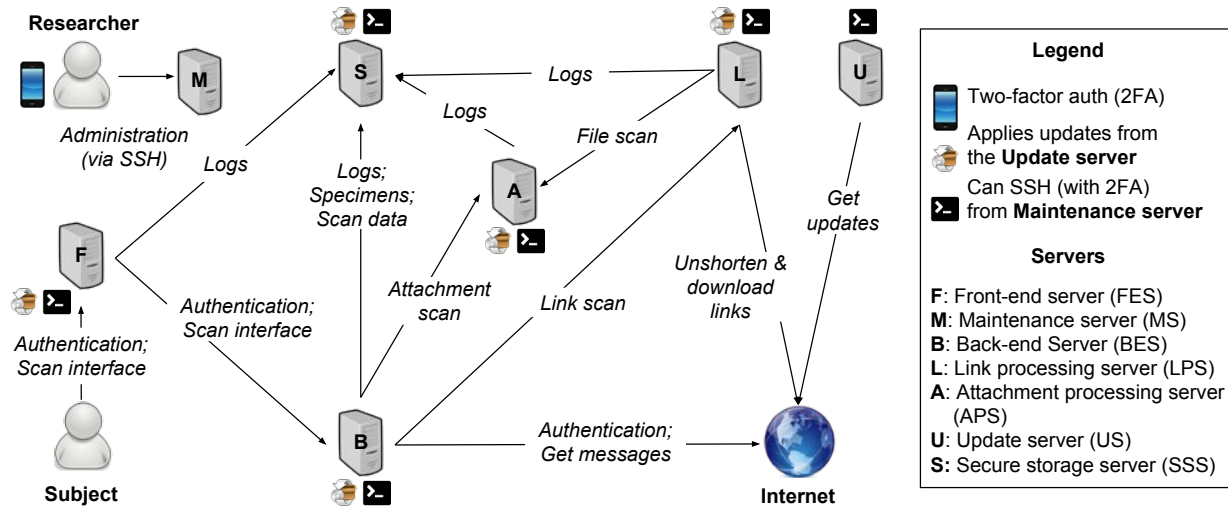 Researcher
M
Administration
(via SSH)
S
L
U
Logs
Logs
Logs
File scan
A
Logs;
Specimens;
Scan data
Get
updates
F
Authentication;
Scan interface
Attachment
scan
Link scan
Unshorten &
download
links
Authentication;
Scan interface
B
Authentication;
Get messages
Subject
Internet
Legend
Two-factor auth (2FA)
Applies updates from
the Update server
Can SSH (with 2FA)
from Maintenance server
Servers
F: Front-end server (FES)
M: Maintenance server (MS)
B: Back-end Server (BES)
L: Link processing server (LPS)
A: Attachment processing server
(APS)
U: Update server (US)
S: Secure storage server (SSS)